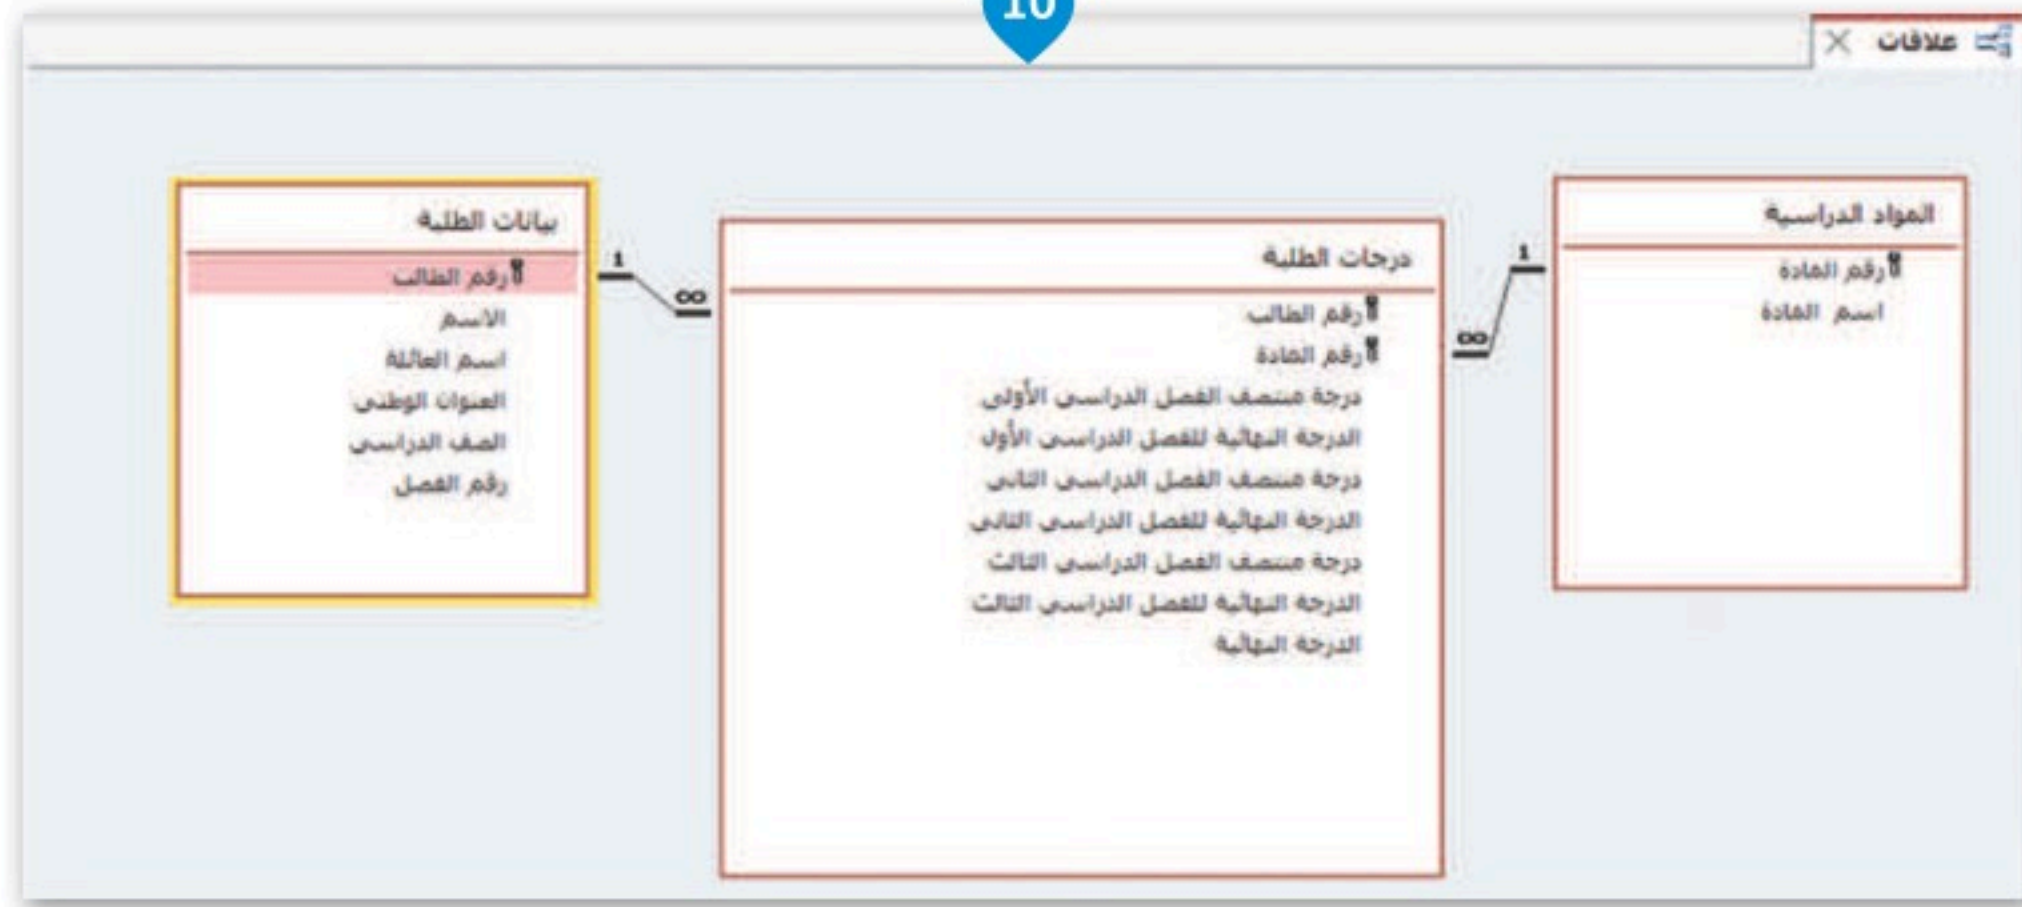 10
علاقات
المواد الدراسية
رقم المادة
اسم المادة
1
∞
درجات الطلبة
رقم الطالب
رقم المادة
درجة منتصف الفصل الدراسي الأولى
الدرجة النهائية للفصل الدراسي الأول
درجة منتصف الفصل الدراسي الثاني
الدرجة النهائية للفصل الدراسي الثاني
درجة منتصف الفصل الدراسي الثالث
الدرجة النهائية للفصل الدراسي الثالث
الدرجة النهائية
1
∞
بيانات الطلبة
رقم الطالب
الاسم
اسم العائلة
العنوان الوطني
الصف الدراسي
رقم الفصل